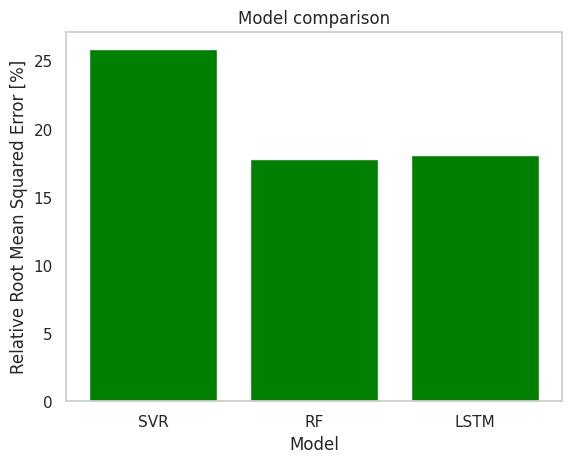 Model comparison
Relative Root Mean Squared Error [%]
25
20
15
10
5
0
SVR RF LSTM
Model